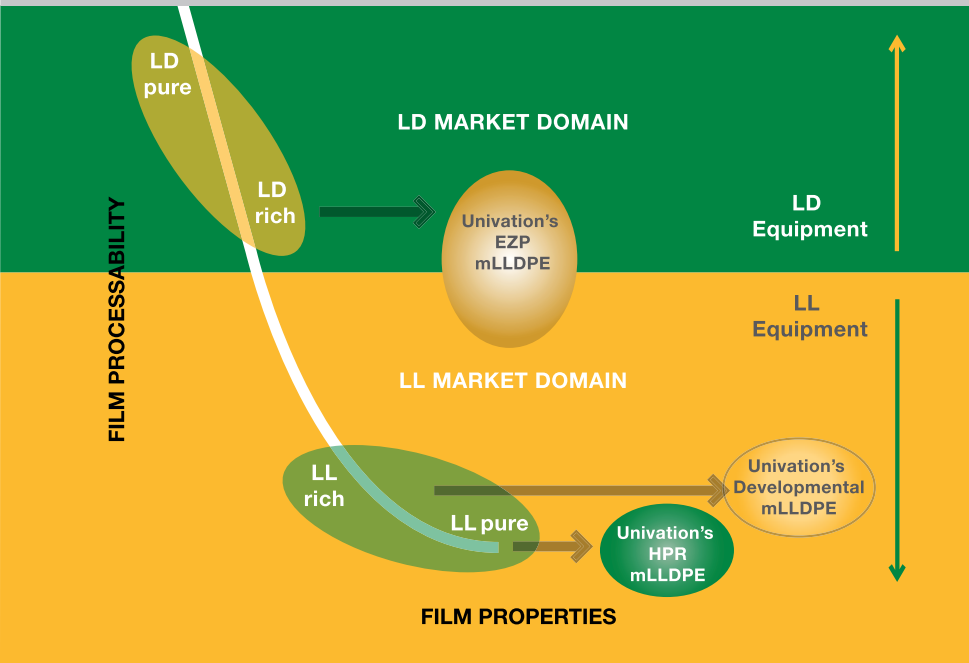 LD
pure
LD MARKET DOMAIN
LD
rich
Univation's
EZP
mLLDPE
LD
Equipment
FILM PROCESSABILITY
LL
Equipment
LL MARKET DOMAIN
LL
rich
LL pure
Univation's
Developmental
mLLDPE
Univation's
HPR
mLLDPE
FILM PROPERTIES